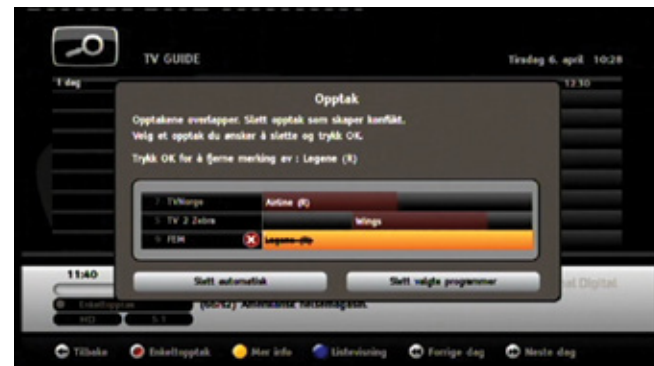 TV GUIDE
Tirsdag 6. april 10:28
I dag
12:30
Opptak
Opptakene overlapper. Slett opptak som skaper konflikt.
Velg et opptak du ønsker å slette og trykk OK.
Trykk OK for å fjerne merking av : Legene (R)
7 TVNorge Airline (R)
5 TV 2 Zebra Wings
9 FEM Legene (R)
11:40
Slett automatisk
Slett valgte programmer
Digital
Enkeltopptak
Amerikansk helsemagasin.
HD
5.1
Tilbake
Enkeltopptak
Mer info
Listevisning
Forrige dag
Neste dag